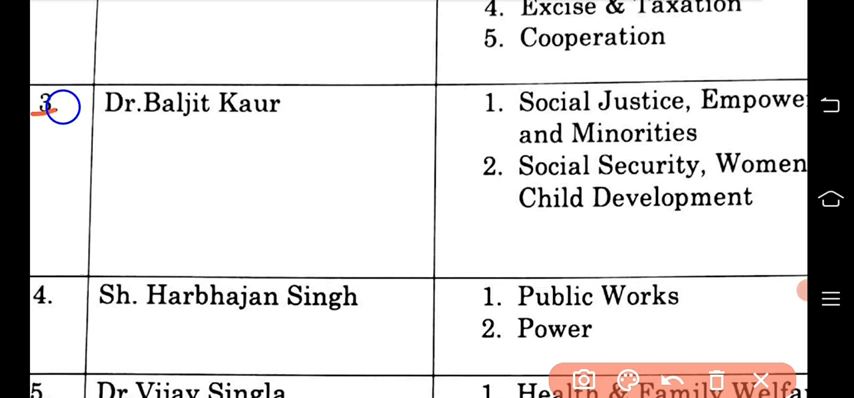 4. Excise & Taxation
5. Cooperation
3. Dr.Baljit Kaur 1. Social Justice, Empowe
and Minorities
2. Social Security, Women
Child Development
4. Sh. Harbhajan Singh 1. Public Works
2. Power
5. Dr Vijay Singla 1 Health & Family Welfa